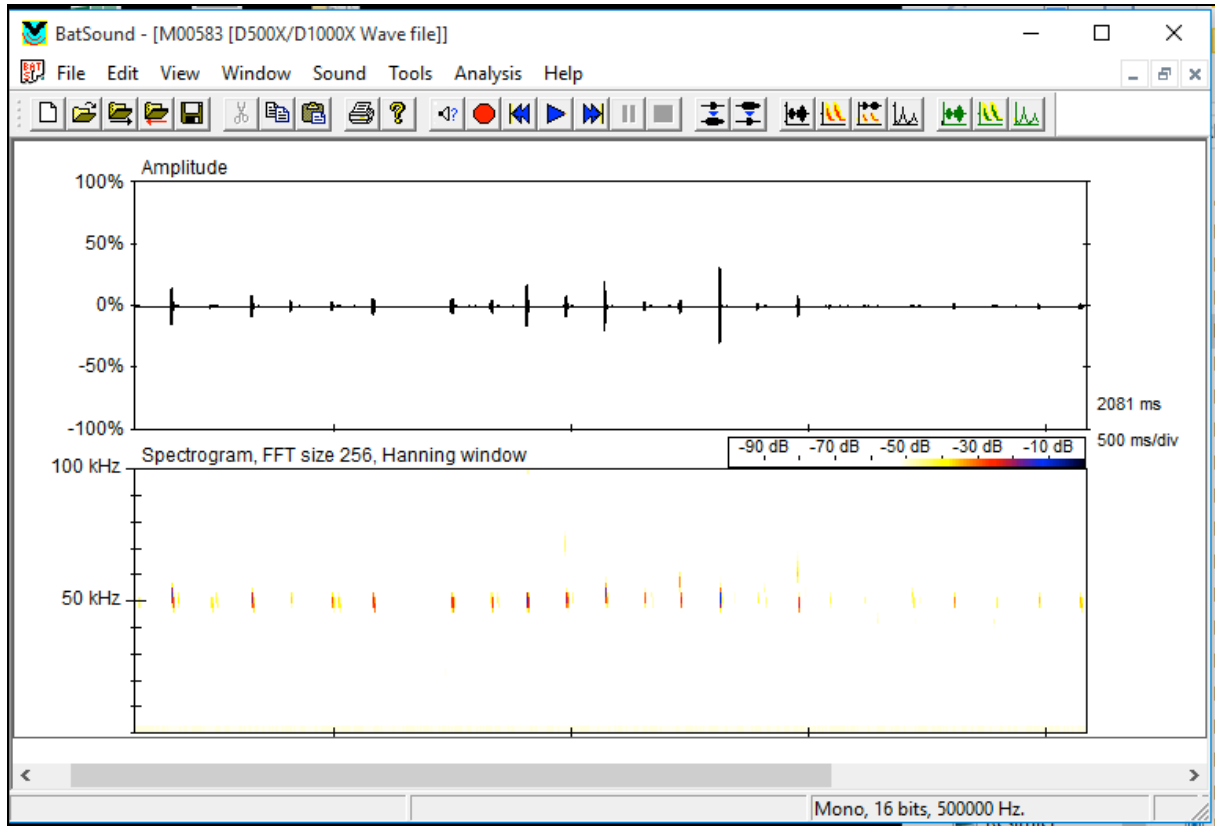 BatSound - [M00583 [D500X/D1000X Wave file]]
File Edit View Window Sound Tools Analysis Help
Amplitude
100%
50%
0%
-50%
-100%
2081 ms
500 ms/div
Spectrogram, FFT size 256, Hanning window
-90 dB -70 dB -50 dB -30 dB -10 dB
100 kHz
50 kHz
Mono, 16 bits, 500000 Hz.